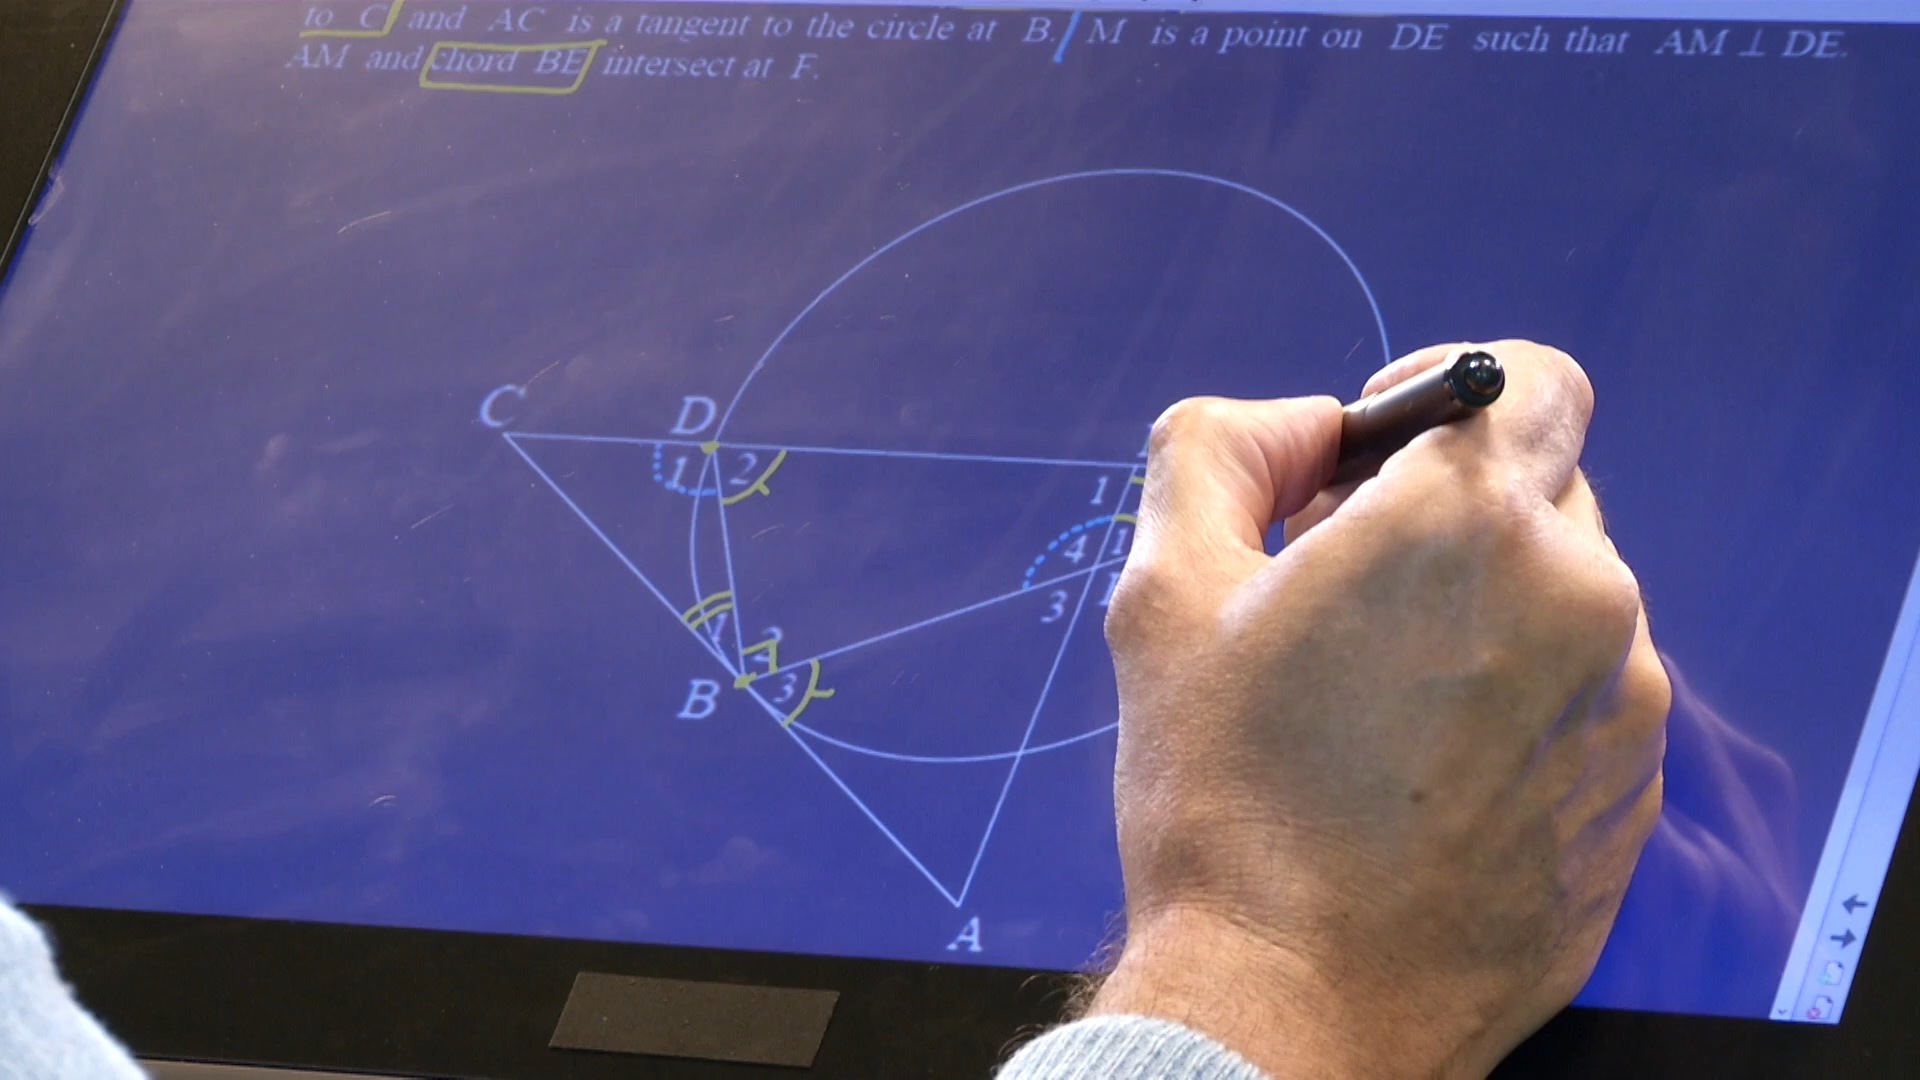 to C and AC is a tangent to the circle at B. M is a point on DE such that AM ⊥ DE.
AM and chord BE intersect at F.
C
D
1 2
1
4 1
3
1 2
3
B
A